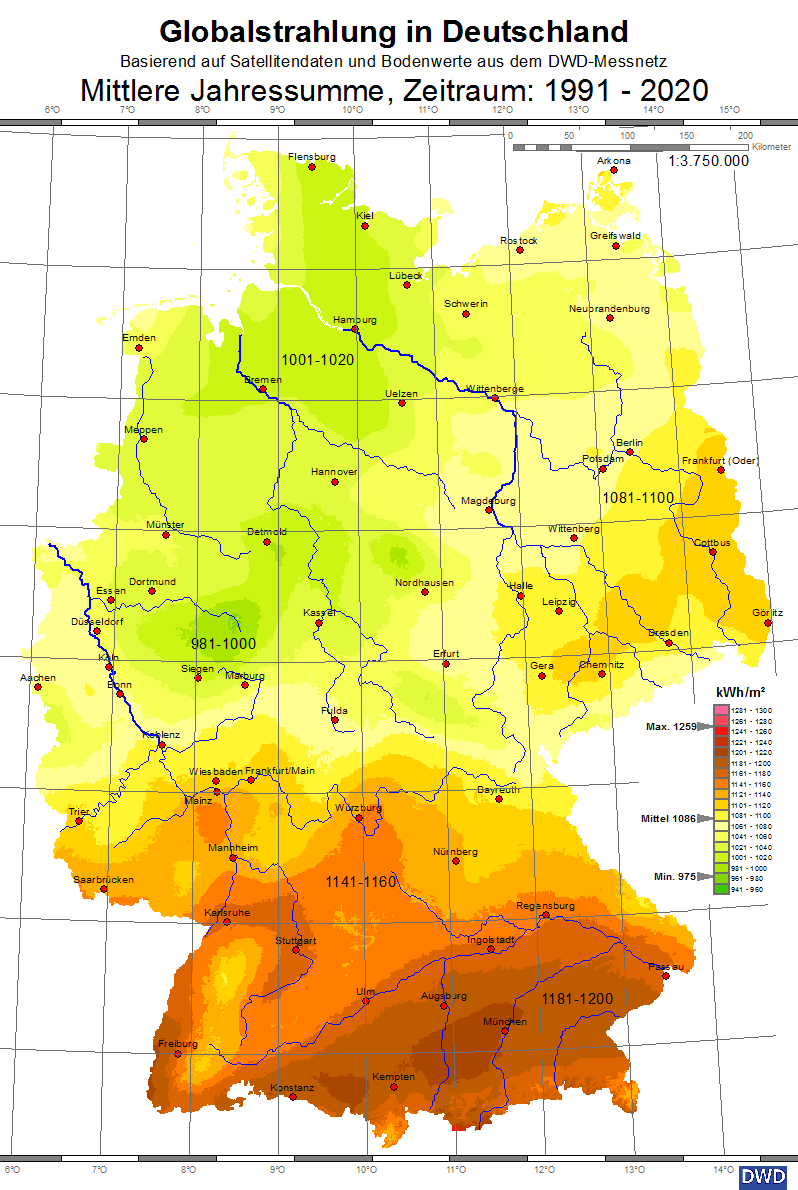 Globalstrahlung in Deutschland
Basierend auf Satellitendaten und Bodenwerte aus dem DWD-Messnetz
Mittlere Jahressumme, Zeitraum: 1991 - 2020
6°O 7°O 8°O 9°O 10°O 11°O 12°O 13°O 14°O 15°O
0 50 100 150 200
Kilometer
1:3.750.000
Flensburg
Arkona
Kiel
Rostock
Greifswald
Lübeck
Schwerin
Neubrandenburg
Hamburg
Emden
1001-1020
Bremen
Uelzen
Wittenberge
Meppen
Berlin
Potsdam
Frankfurt (Oder)
Hannover
1081-1100
Magdeburg
Münster
Detmold
Wittenberg
Cottbus
Dortmund
Essen
Nordhausen
Halle
Leipzig
Düsseldorf
Kassel
Görlitz
981-1000
Dresden
Köln
Erfurt
Siegen
Marburg
Gera
Chemnitz
Aachen
Bonn
Fulda
Koblenz
kWh/m²
1281 - 1300
1261 - 1280
1241 - 1260
1221 - 1240
1201 - 1220
1181 - 1200
1161 - 1180
1141 - 1160
1121 - 1140
1101 - 1120
1081 - 1100
1061 - 1080
1041 - 1060
1021 - 1040
1001 - 1020
981 - 1000
961 - 980
941 - 960
Max. 1259
Mittel 1086
Min. 975
Wiesbaden
Frankfurt/Main
Mainz
Bayreuth
Trier
Würzburg
Mannheim
Nürnberg
Saarbrücken
1141-1160
Karlsruhe
Regensburg
Stuttgart
Ingolstadt
Passau
Ulm
Augsburg
1181-1200
München
Freiburg
Kempten
Konstanz
6°O 7°O 8°O 9°O 10°O 11°O 12°O 13°O 14°O
DWD